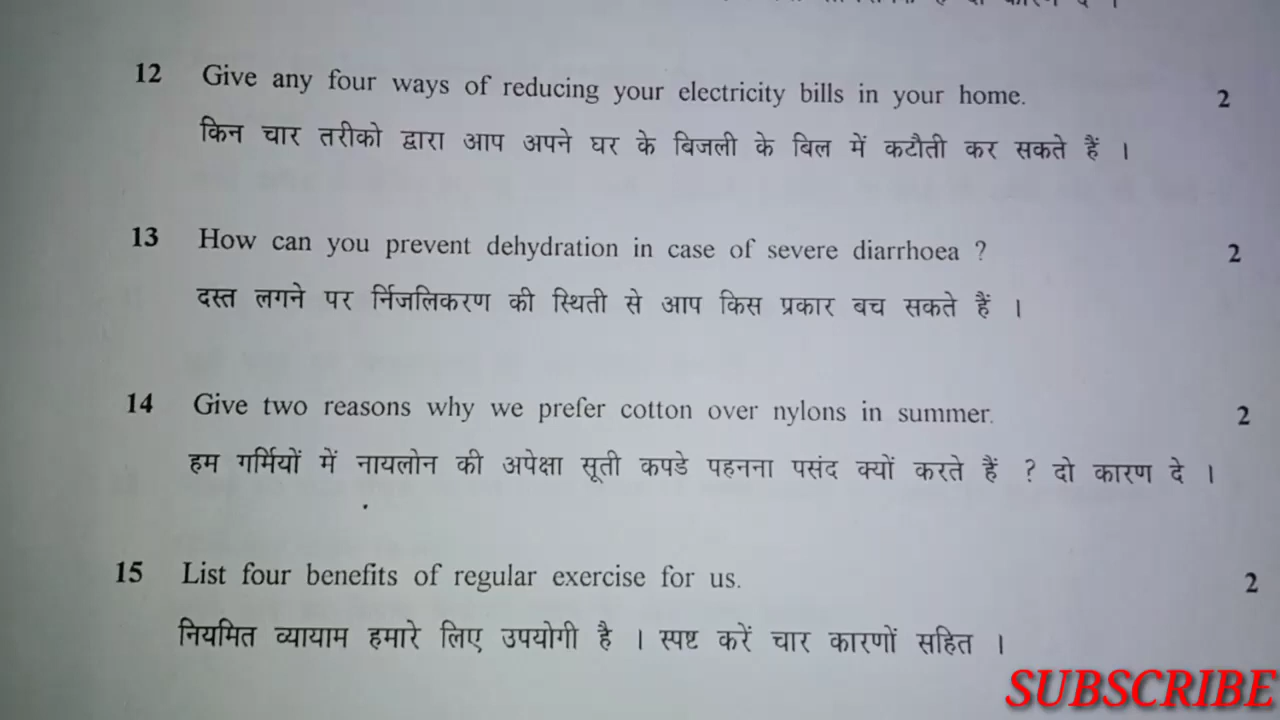 कारण दे ।
12 Give any four ways of reducing your electricity bills in your home. 2
किन चार तरीको द्वारा आप अपने घर के बिजली के बिल में कटौती कर सकते हैं ।
13 How can you prevent dehydration in case of severe diarrhoea ? 2
दस्त लगने पर र्निजलिकरण की स्थिती से आप किस प्रकार बच सकते हैं ।
14 Give two reasons why we prefer cotton over nylons in summer. 2
हम गर्मियों में नायलोन की अपेक्षा सूती कपडे पहनना पसंद क्यों करते हैं ? दो कारण दे ।
15 List four benefits of regular exercise for us. 2
नियमित व्यायाम हमारे लिए उपयोगी है । स्पष्ट करें चार कारणों सहित ।
SUBSCRIBE